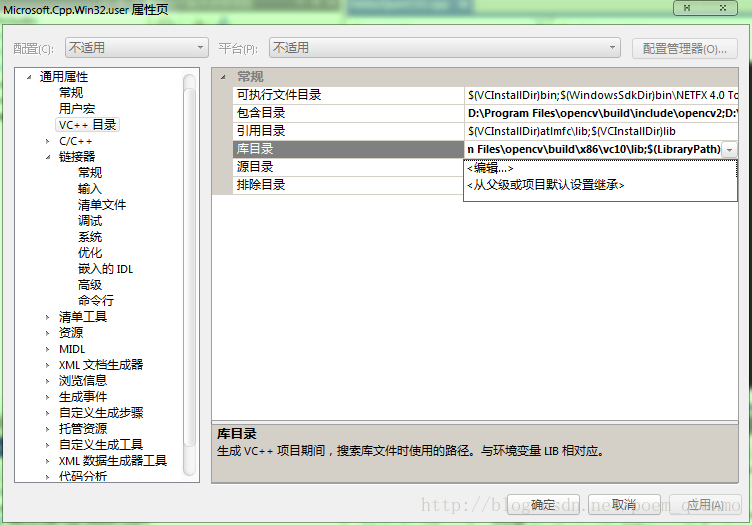 Microsoft.Cpp.Win32.user 属性页
配置(C): 不适用 平台(P): 不适用 配置管理器(O)...
通用属性
常规
用户宏
VC++ 目录
C/C++
链接器
常规
输入
清单文件
调试
系统
优化
嵌入的 IDL
高级
命令行
清单工具
资源
MIDL
XML 文档生成器
浏览信息
生成事件
自定义生成步骤
托管资源
自定义生成工具
XML 数据生成器工具
代码分析
常规
可执行文件目录 $(VCInstallDir)bin;$(WindowsSdkDir)bin\NETFX 4.0 To
包含目录 D:\Program Files\opencv\build\include\opencv2;D:\
引用目录 $(VCInstallDir)atlmfc\lib;$(VCInstallDir)lib
库目录 n Files\opencv\build\x86\vc10\lib;$(LibraryPath)
源目录 <编辑...>
排除目录 <从父级或项目默认设置继承>
库目录
生成 VC++ 项目期间，搜索库文件时使用的路径。与环境变量 LIB 相对应。
确定 取消 应用(A)